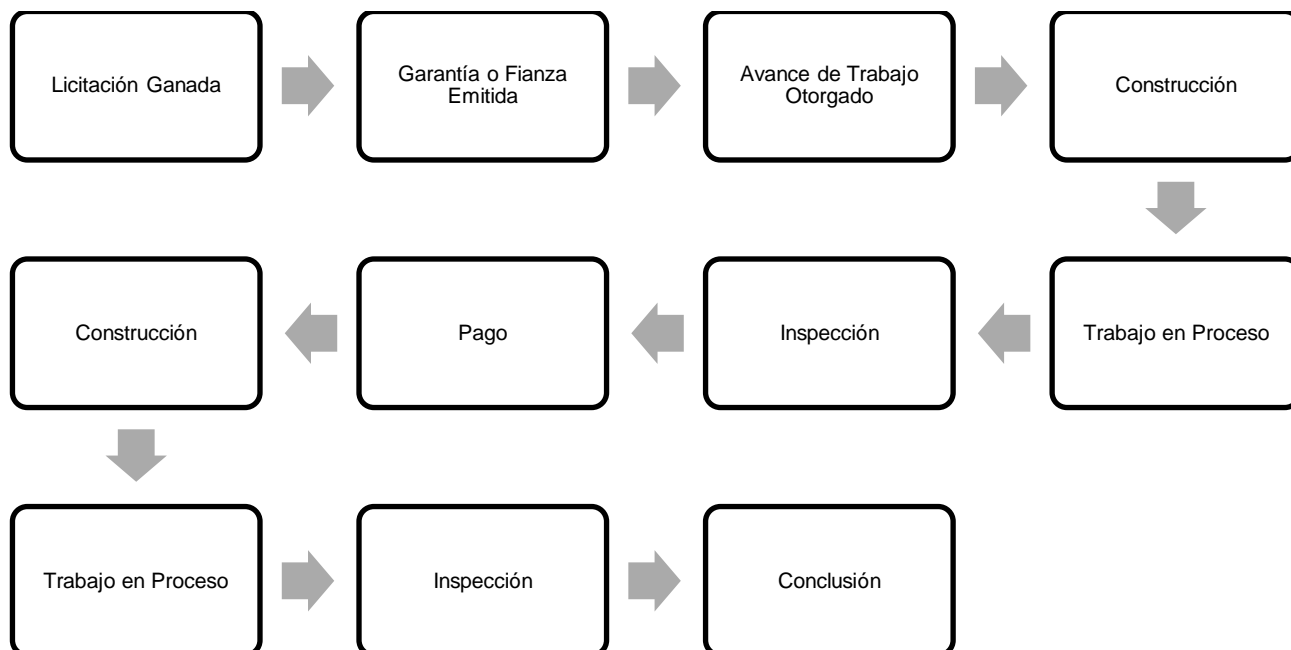 Licitación Ganada
Garantía o Fianza
Emitida
Avance de Trabajo
Otorgado
Construcción
Trabajo en Proceso
Inspección
Pago
Construcción
Trabajo en Proceso
Inspección
Conclusión